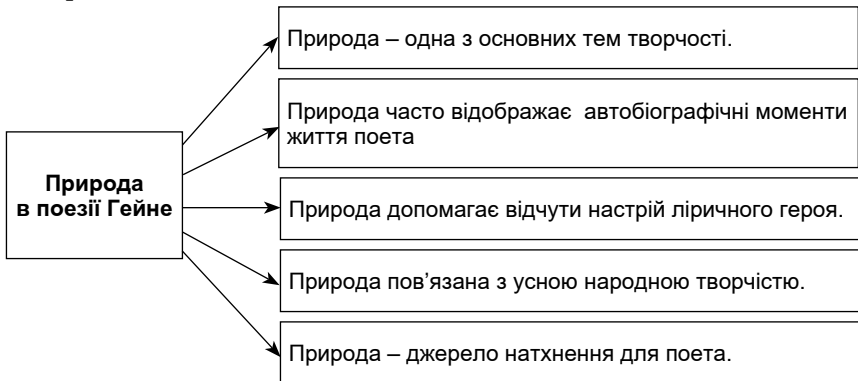 Природа – одна з основних тем творчості.
Природа часто відображає автобіографічні моменти
життя поета
Природа
в поезії Гейне
Природа допомагає відчути настрій ліричного героя.
Природа пов’язана з усною народною творчістю.
Природа – джерело натхнення для поета.